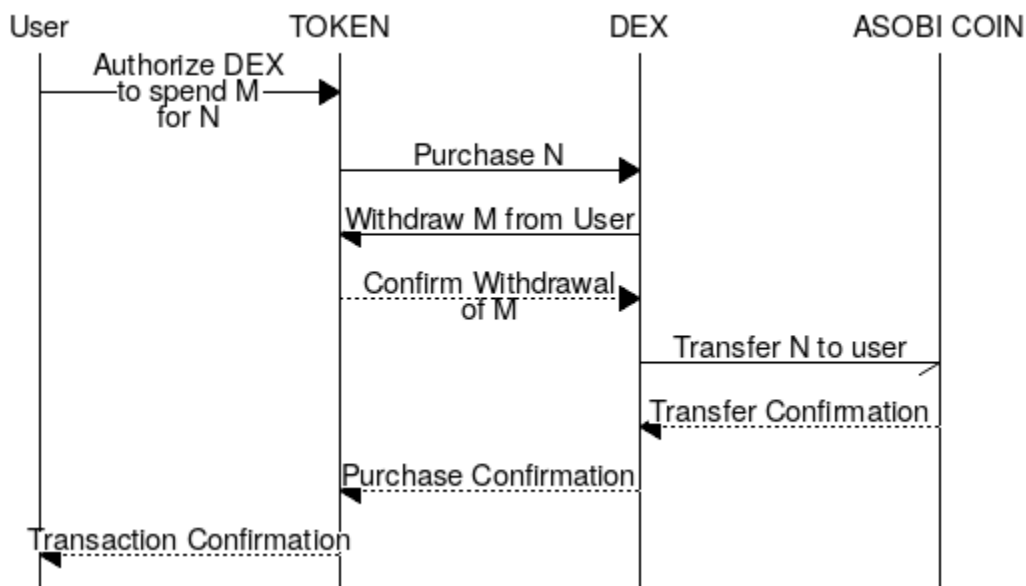 User TOKEN DEX ASOBI COIN
Authorize DEX
to spend M
for N
Purchase N
Withdraw M from User
Confirm Withdrawal
of M
Transfer N to user
Transfer Confirmation
Purchase Confirmation
Transaction Confirmation